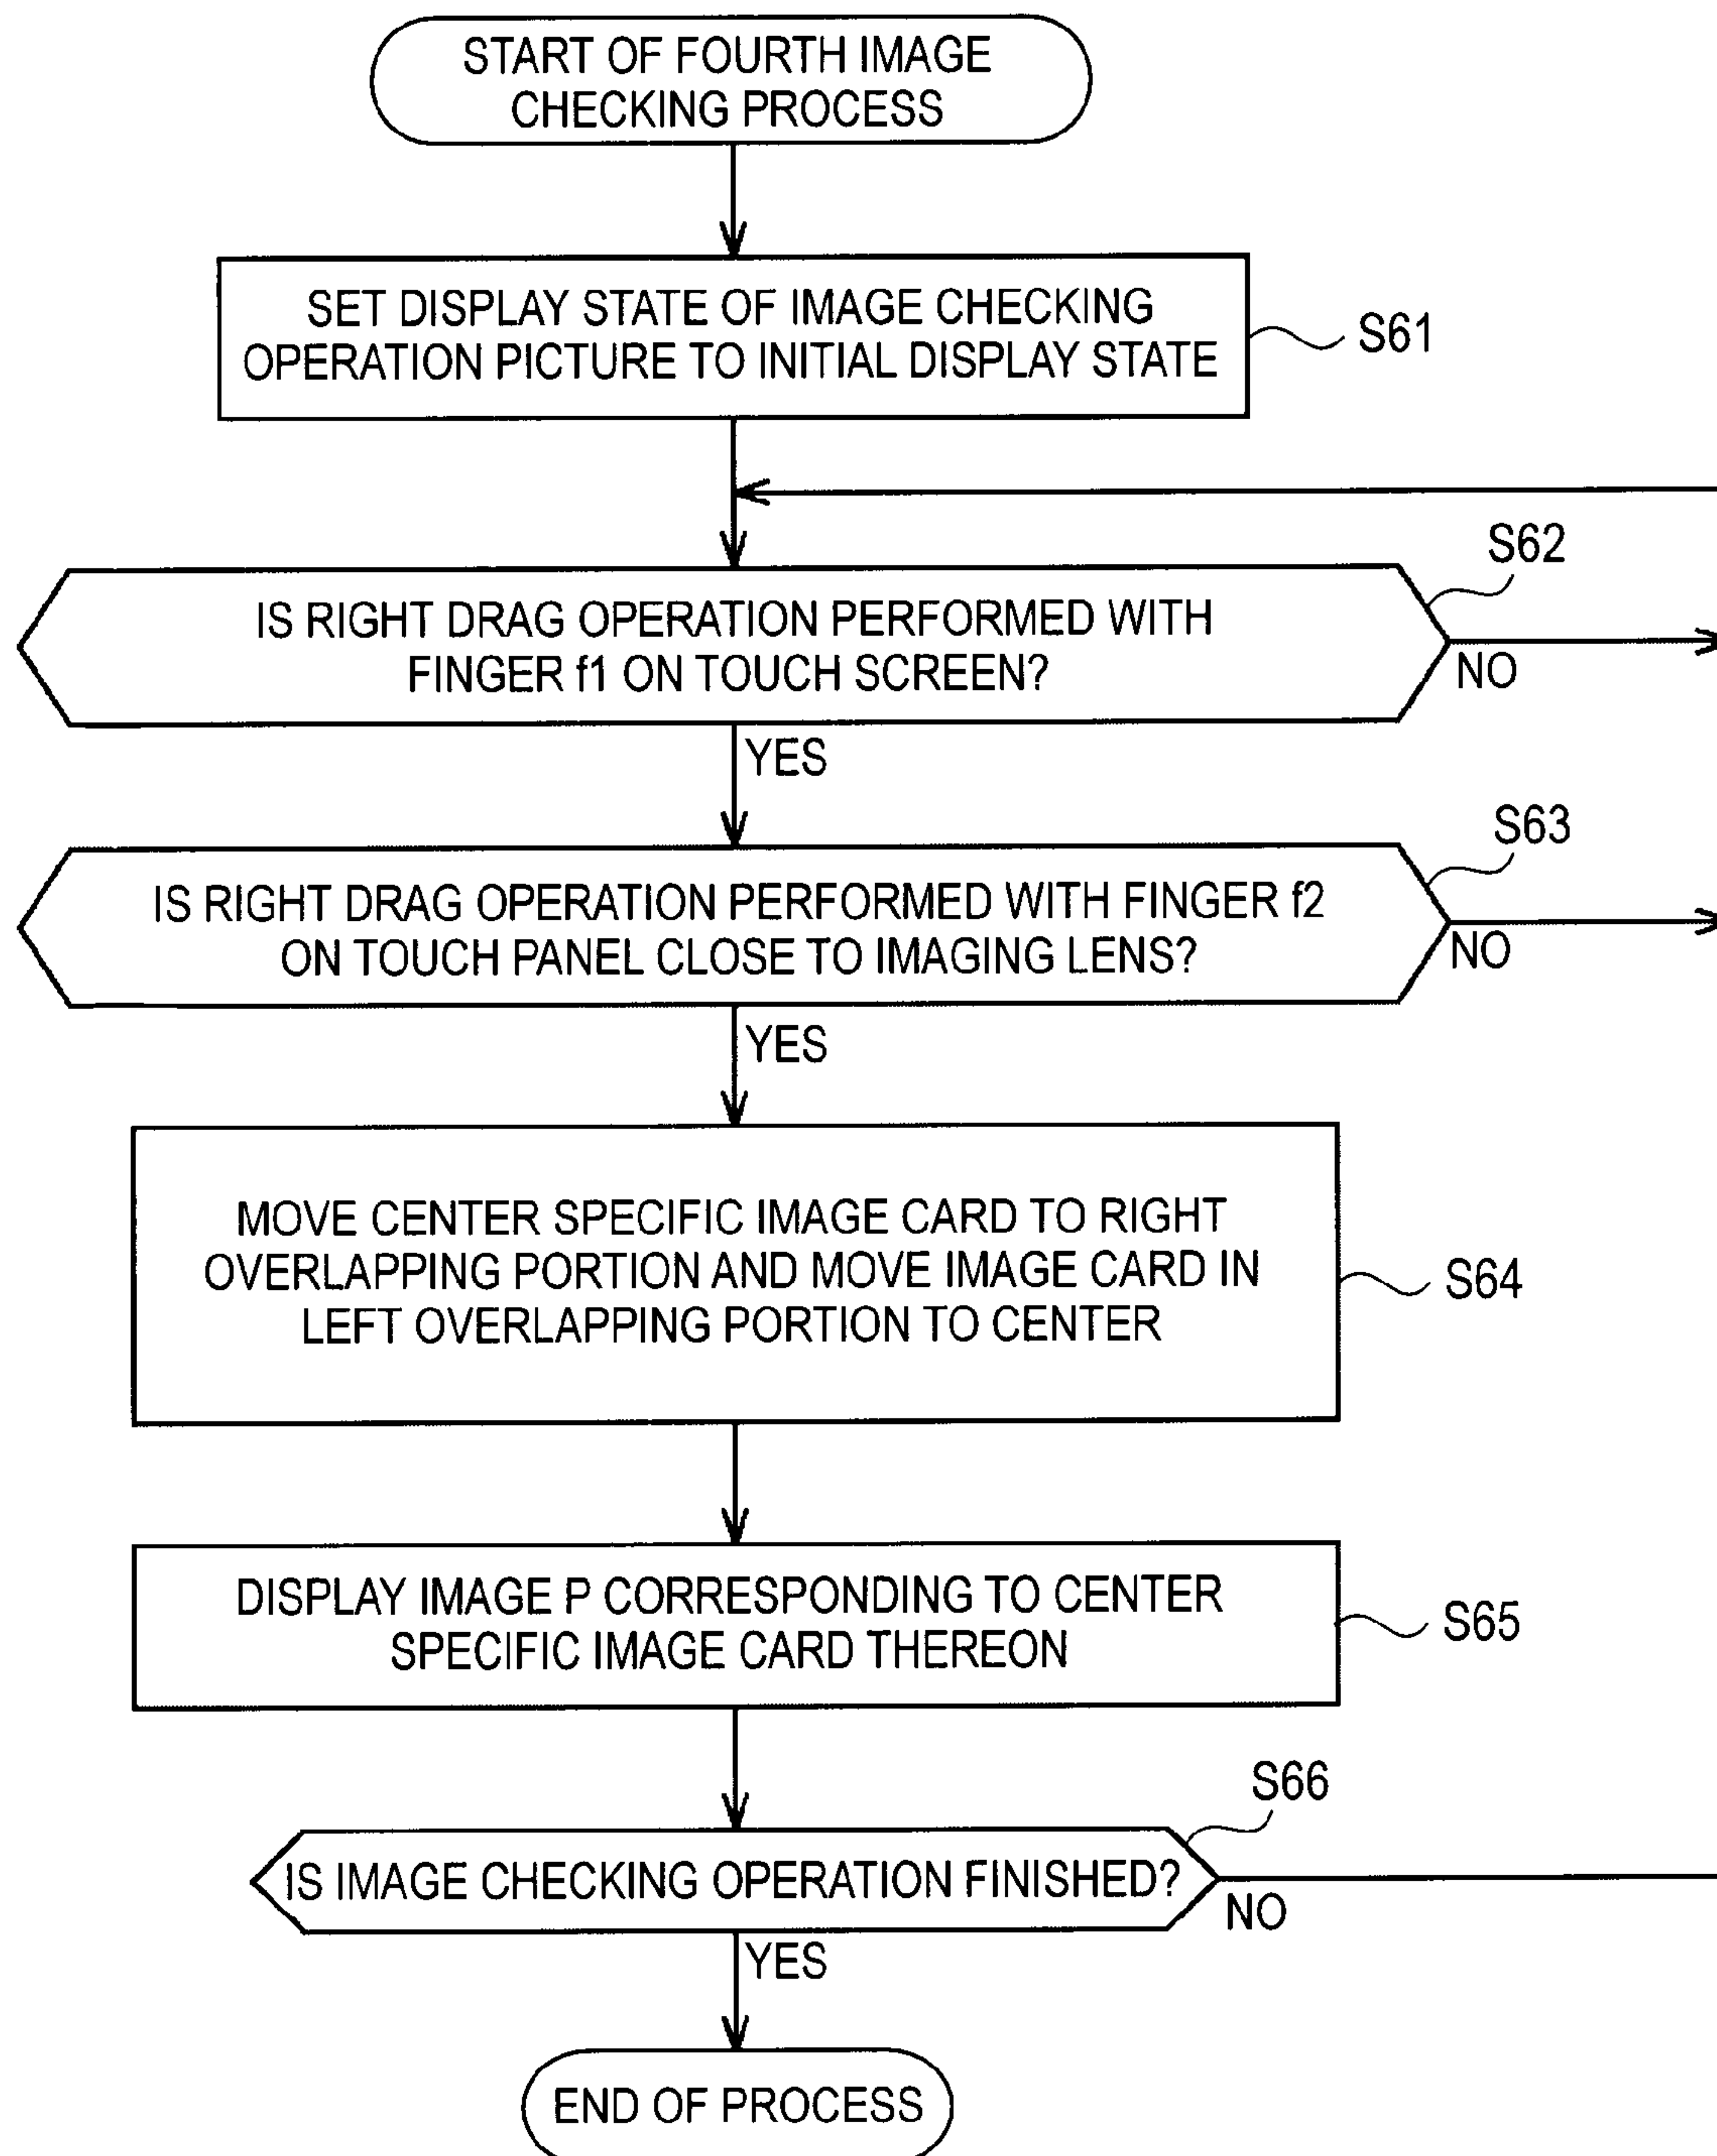 START OF FOURTH IMAGE
CHECKING PROCESS
SET DISPLAY STATE OF IMAGE CHECKING
OPERATION PICTURE TO INITIAL DISPLAY STATE
S61
S62
IS RIGHT DRAG OPERATION PERFORMED WITH
FINGER f1 ON TOUCH SCREEN?
NO
YES
S63
IS RIGHT DRAG OPERATION PERFORMED WITH FINGER f2
ON TOUCH PANEL CLOSE TO IMAGING LENS?
NO
YES
MOVE CENTER SPECIFIC IMAGE CARD TO RIGHT
OVERLAPPING PORTION AND MOVE IMAGE CARD IN
LEFT OVERLAPPING PORTION TO CENTER
S64
DISPLAY IMAGE P CORRESPONDING TO CENTER
SPECIFIC IMAGE CARD THEREON
S65
S66
IS IMAGE CHECKING OPERATION FINISHED?
NO
YES
END OF PROCESS